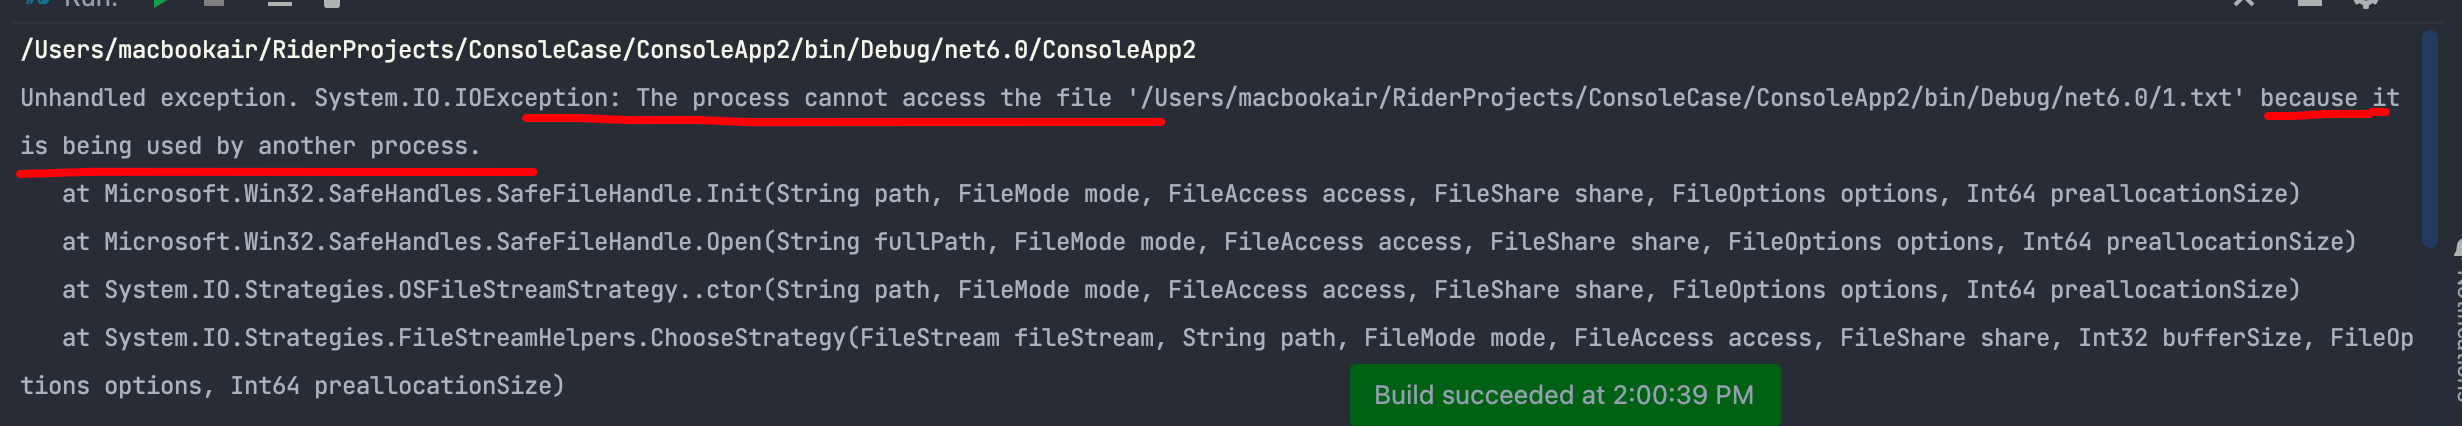 Run:
/Users/macbookair/RiderProjects/ConsoleCase/ConsoleApp2/bin/Debug/net6.0/ConsoleApp2
Unhandled exception. System.IO.IOException: The process cannot access the file '/Users/macbookair/RiderProjects/ConsoleCase/ConsoleApp2/bin/Debug/net6.0/1.txt' because it
is being used by another process.
   at Microsoft.Win32.SafeHandles.SafeFileHandle.Init(String path, FileMode mode, FileAccess access, FileShare share, FileOptions options, Int64 preallocationSize)
   at Microsoft.Win32.SafeHandles.SafeFileHandle.Open(String fullPath, FileMode mode, FileAccess access, FileShare share, FileOptions options, Int64 preallocationSize)
   at System.IO.Strategies.OSFileStreamStrategy..ctor(String path, FileMode mode, FileAccess access, FileShare share, FileOptions options, Int64 preallocationSize)
   at System.IO.Strategies.FileStreamHelpers.ChooseStrategy(FileStream fileStream, String path, FileMode mode, FileAccess access, FileShare share, Int32 bufferSize, FileOp
tions options, Int64 preallocationSize)
Build succeeded at 2:00:39 PM